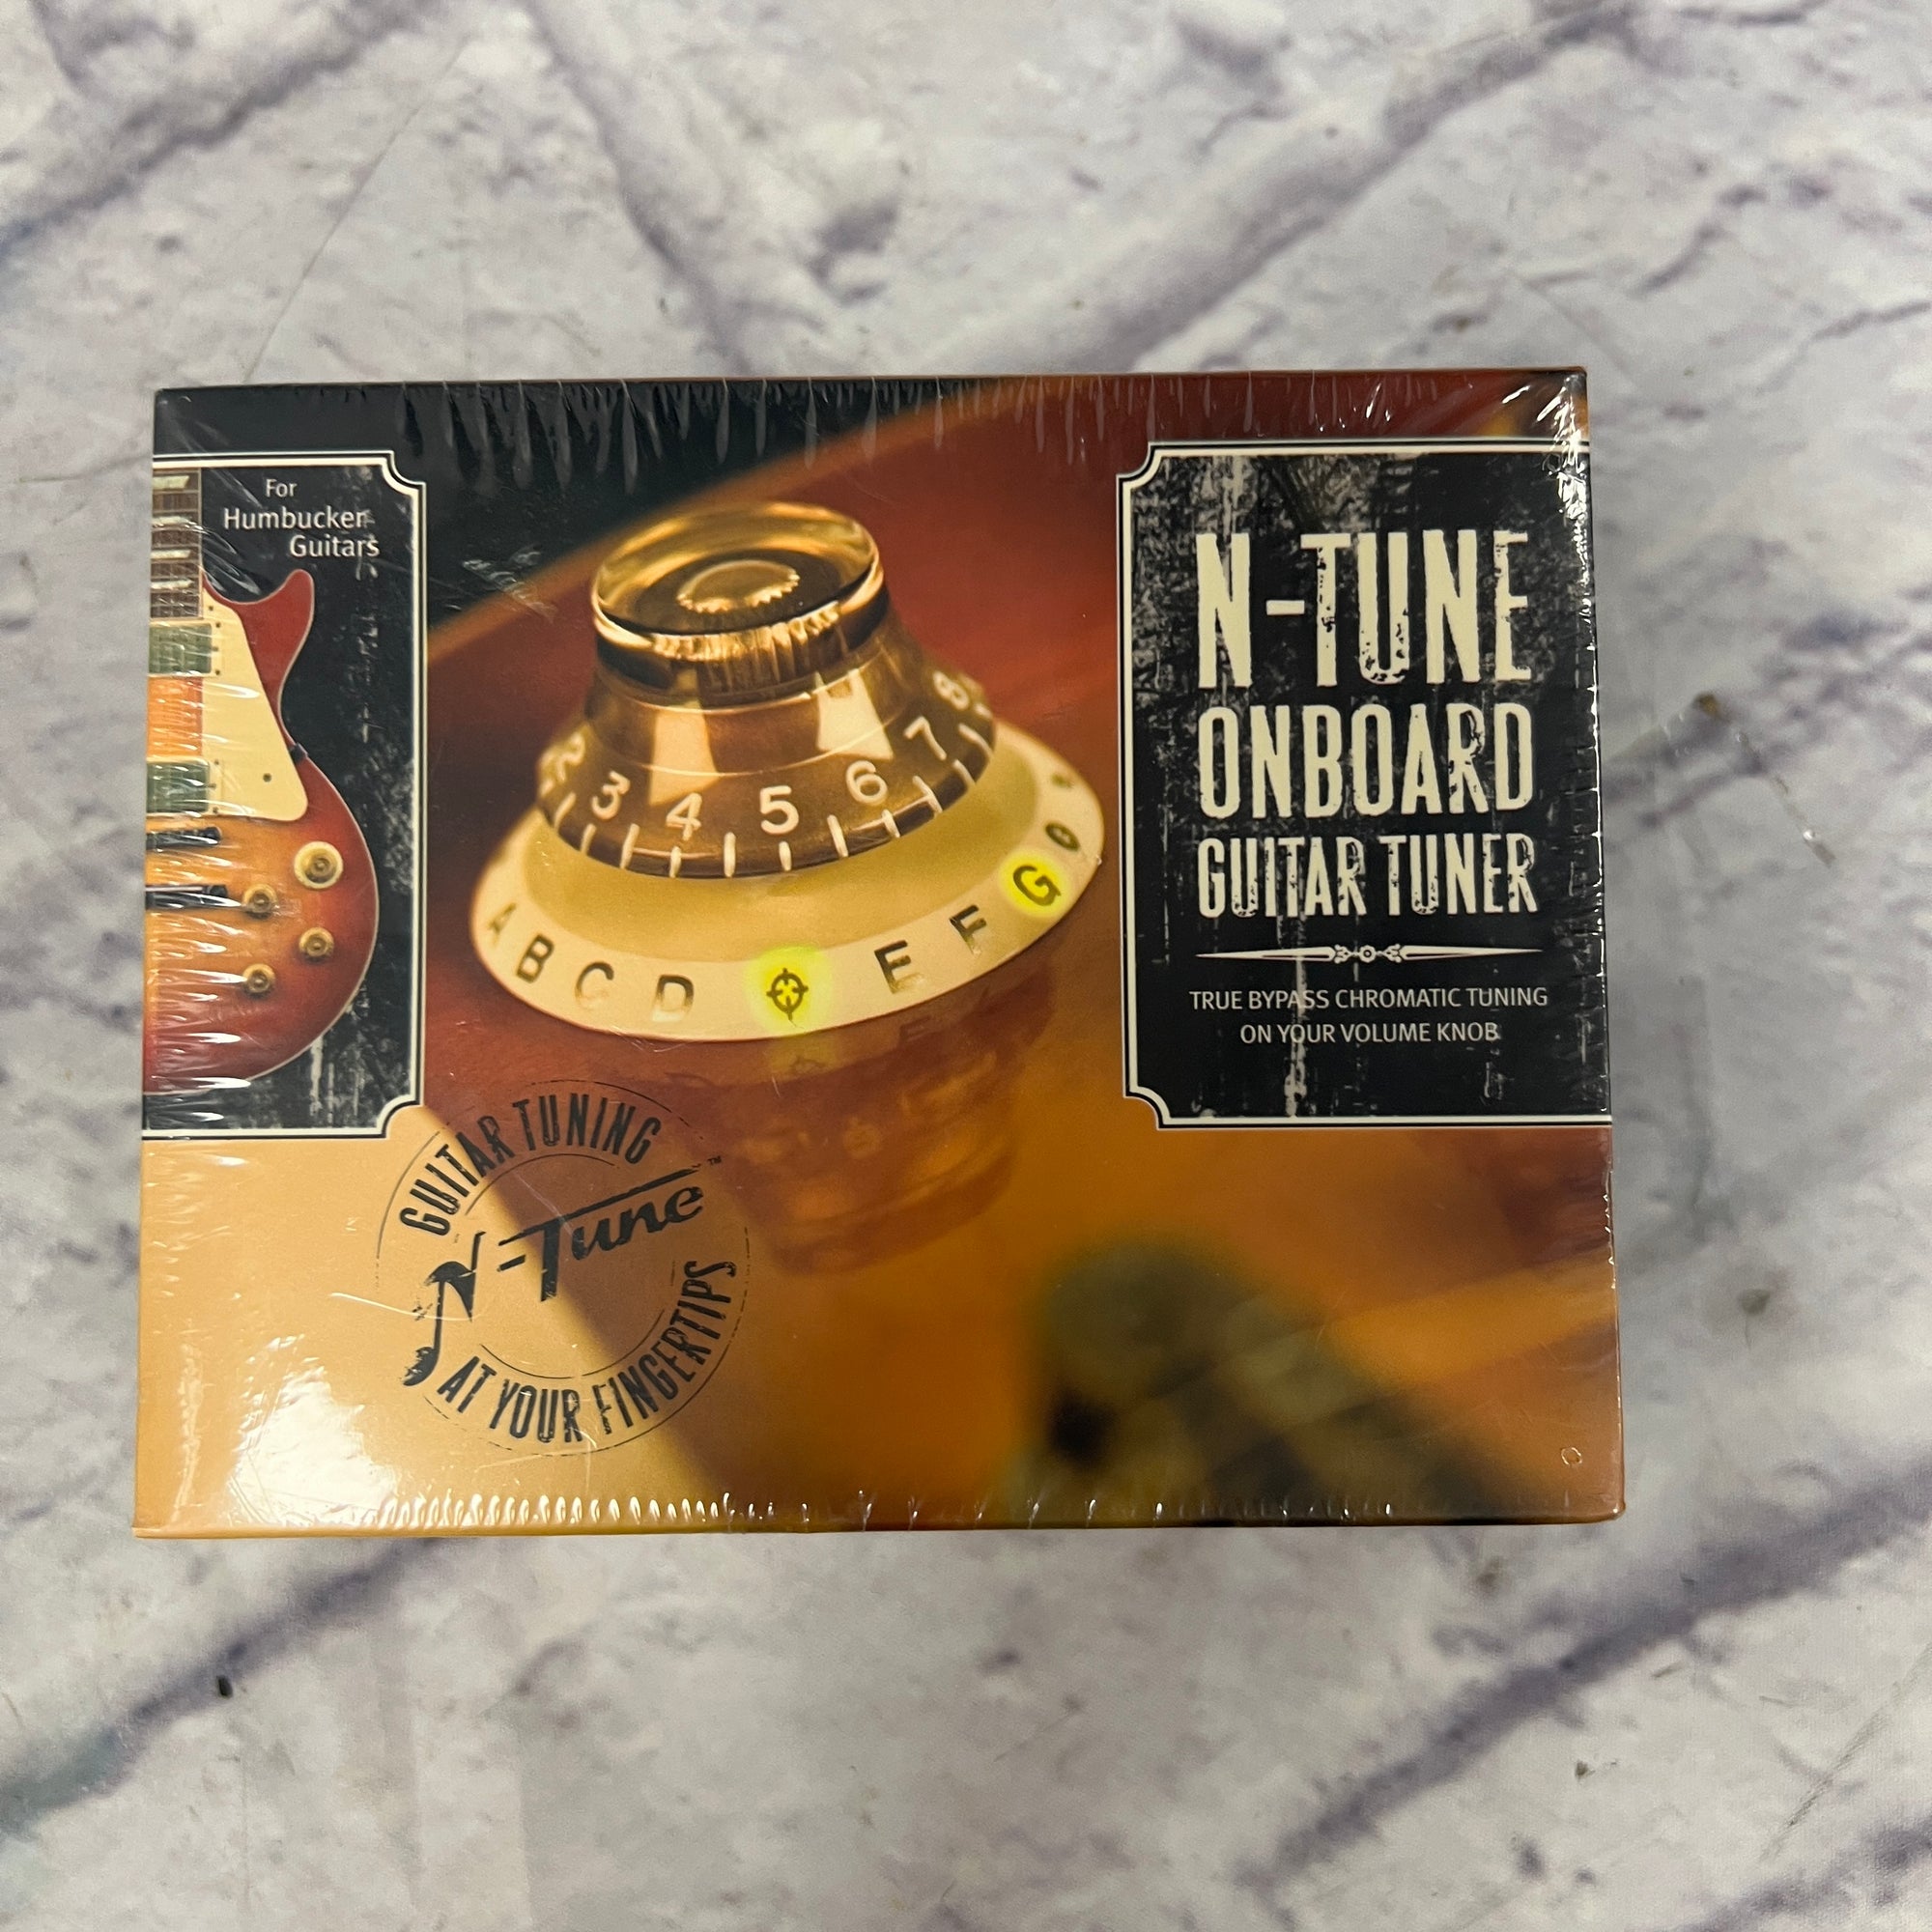 For
Humbucker
Guitars
N-TUNE
ONBOARD
GUITAR TUNER
TRUE BYPASS CHROMATIC TUNING
ON YOUR VOLUME KNOB
2 3 4 5 6 7 8
A B C D E F G
GUITAR TUNING
N-Tune™
AT YOUR FINGERTIPS